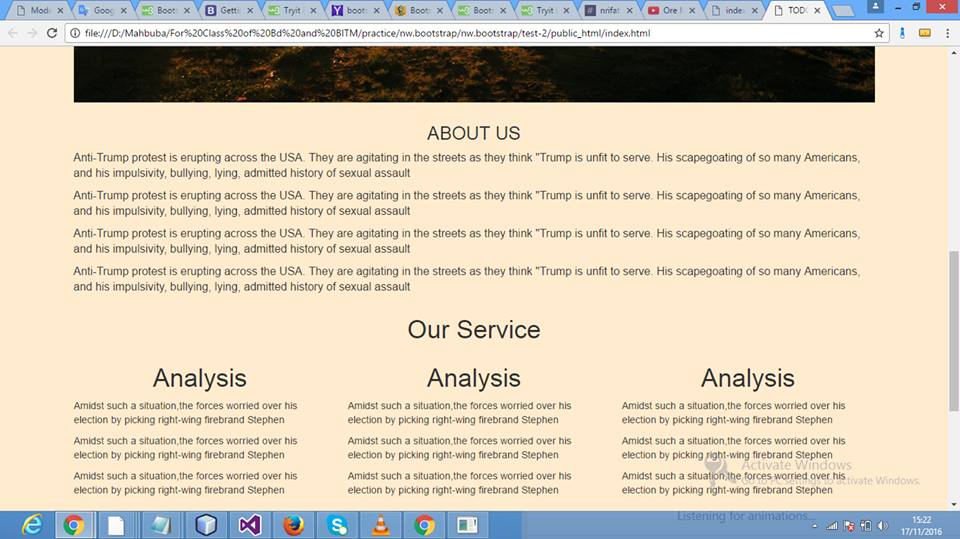 Mode
Goog
Boots
Getti
Tryit
boots
Boots
Boots
Tryit
nrifat
Ore
index
TODO
file:///D:/Mahbuba/For%20Class%20of%20Bd%20and%20BITM/practice/nw.bootstrap/nw.bootstrap/test-2/public_html/index.html
ABOUT US
Anti-Trump protest is erupting across the USA. They are agitating in the streets as they think "Trump is unfit to serve. His scapegoating of so many Americans,
and his impulsivity, bullying, lying, admitted history of sexual assault
Anti-Trump protest is erupting across the USA. They are agitating in the streets as they think "Trump is unfit to serve. His scapegoating of so many Americans,
and his impulsivity, bullying, lying, admitted history of sexual assault
Anti-Trump protest is erupting across the USA. They are agitating in the streets as they think "Trump is unfit to serve. His scapegoating of so many Americans,
and his impulsivity, bullying, lying, admitted history of sexual assault
Anti-Trump protest is erupting across the USA. They are agitating in the streets as they think "Trump is unfit to serve. His scapegoating of so many Americans,
and his impulsivity, bullying, lying, admitted history of sexual assault
Our Service
Analysis
Amidst such a situation,the forces worried over his
election by picking right-wing firebrand Stephen
Amidst such a situation,the forces worried over his
election by picking right-wing firebrand Stephen
Amidst such a situation,the forces worried over his
election by picking right-wing firebrand Stephen
Analysis
Amidst such a situation,the forces worried over his
election by picking right-wing firebrand Stephen
Amidst such a situation,the forces worried over his
election by picking right-wing firebrand Stephen
Amidst such a situation,the forces worried over his
election by picking right-wing firebrand Stephen
Analysis
Amidst such a situation,the forces worried over his
election by picking right-wing firebrand Stephen
Amidst such a situation,the forces worried over his
election by picking right-wing firebrand Stephen
Amidst such a situation,the forces worried over his
election by picking right-wing firebrand Stephen
Activate Windows
Go to PC settings to activate Windows.
Listening for animations...
15:22
17/11/2016